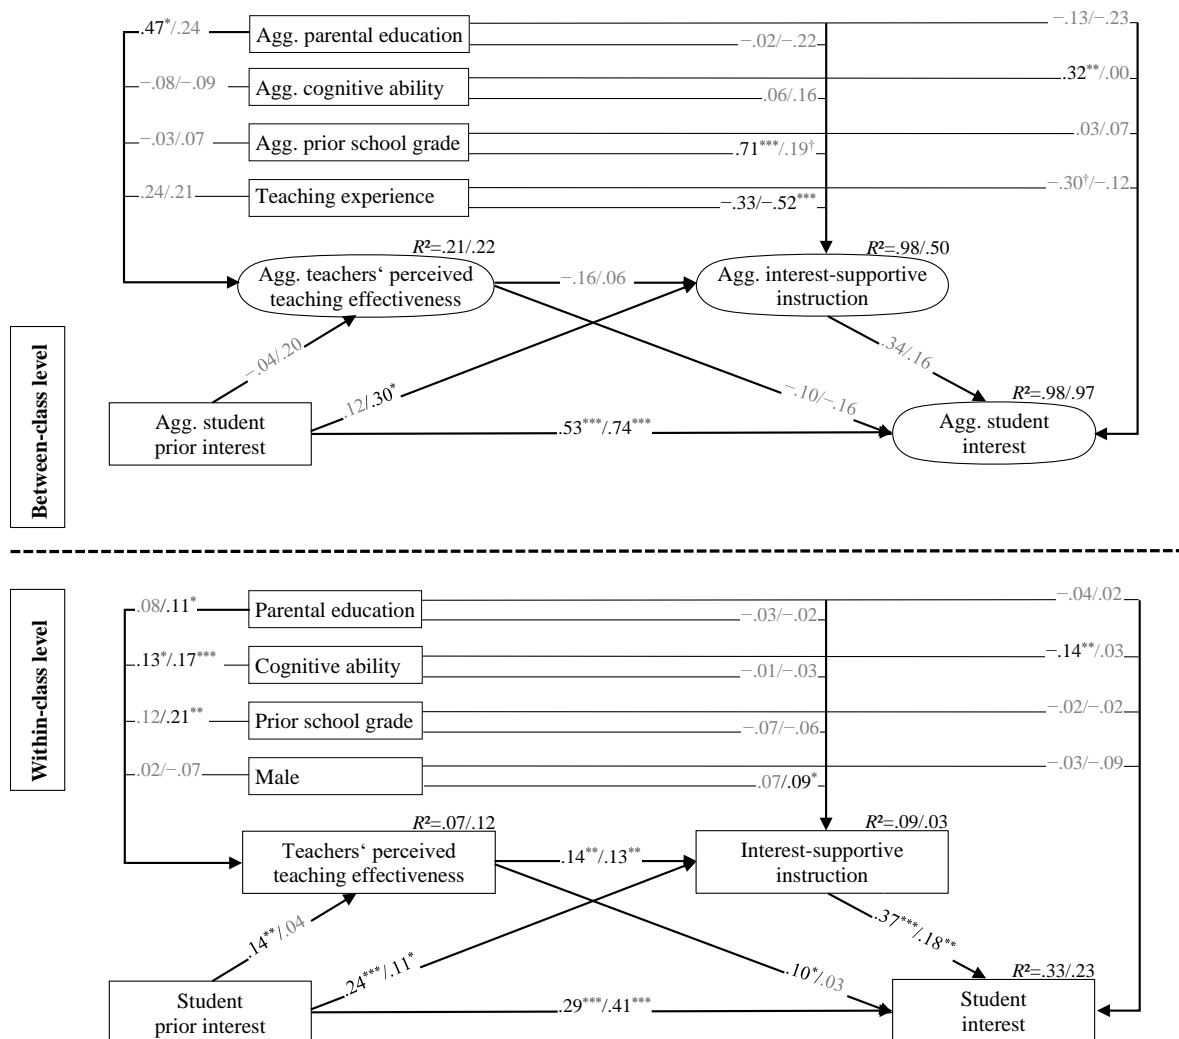 .47*/.24
Agg. parental education
−.13/−.23
−.02/−.22
−.08/−.09
Agg. cognitive ability
.32**/.00
.06/.16
−.03/.07
Agg. prior school grade
.03/.07
.71***/.19†
.24/.21
Teaching experience
−.30†/−.12
−.33/−.52***
R²=.21/.22
R²=.98/.50
Agg. teachers‘ perceived
teaching effectiveness
−.16/.06
Agg. interest-supportive
instruction
Between-class level
−.04/.20
.34/.16
.12/.30*
−.10/−.16
R²=.98/.97
Agg. student
prior interest
.53***/.74***
Agg. student
interest
Within-class level
.08/.11*
Parental education
−.04/.02
−.03/−.02
.13*/.17***
Cognitive ability
−.14**/.03
−.01/−.03
.12/.21**
Prior school grade
−.02/−.02
−.07/−.06
.02/−.07
Male
−.03/−.09
.07/.09*
R²=.07/.12
R²=.09/.03
Teachers‘ perceived
teaching effectiveness
.14**/.13**
Interest-supportive
instruction
.14**/.04
.37***/.18**
.24***/.11*
.10*/.03
R²=.33/.23
Student
prior interest
.29***/.41***
Student
interest